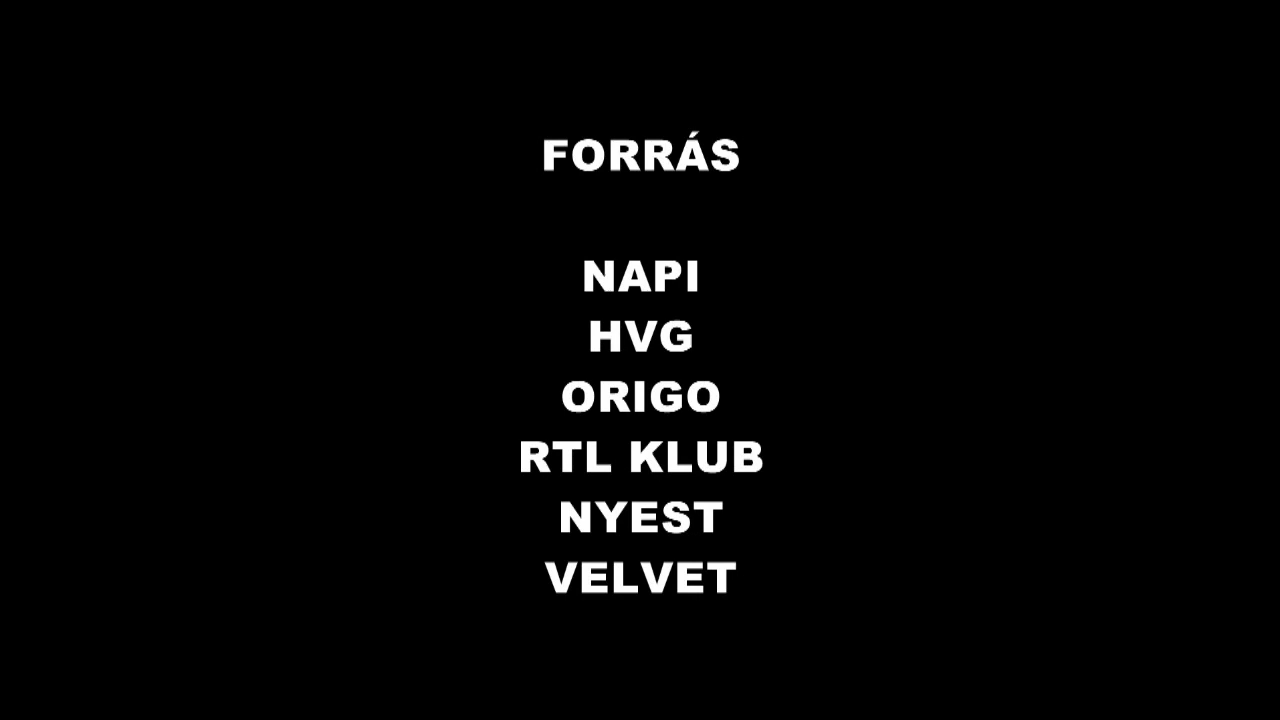 FORRÁS
NAPI
HVG
ORIGO
RTL KLUB
NYEST
VELVET